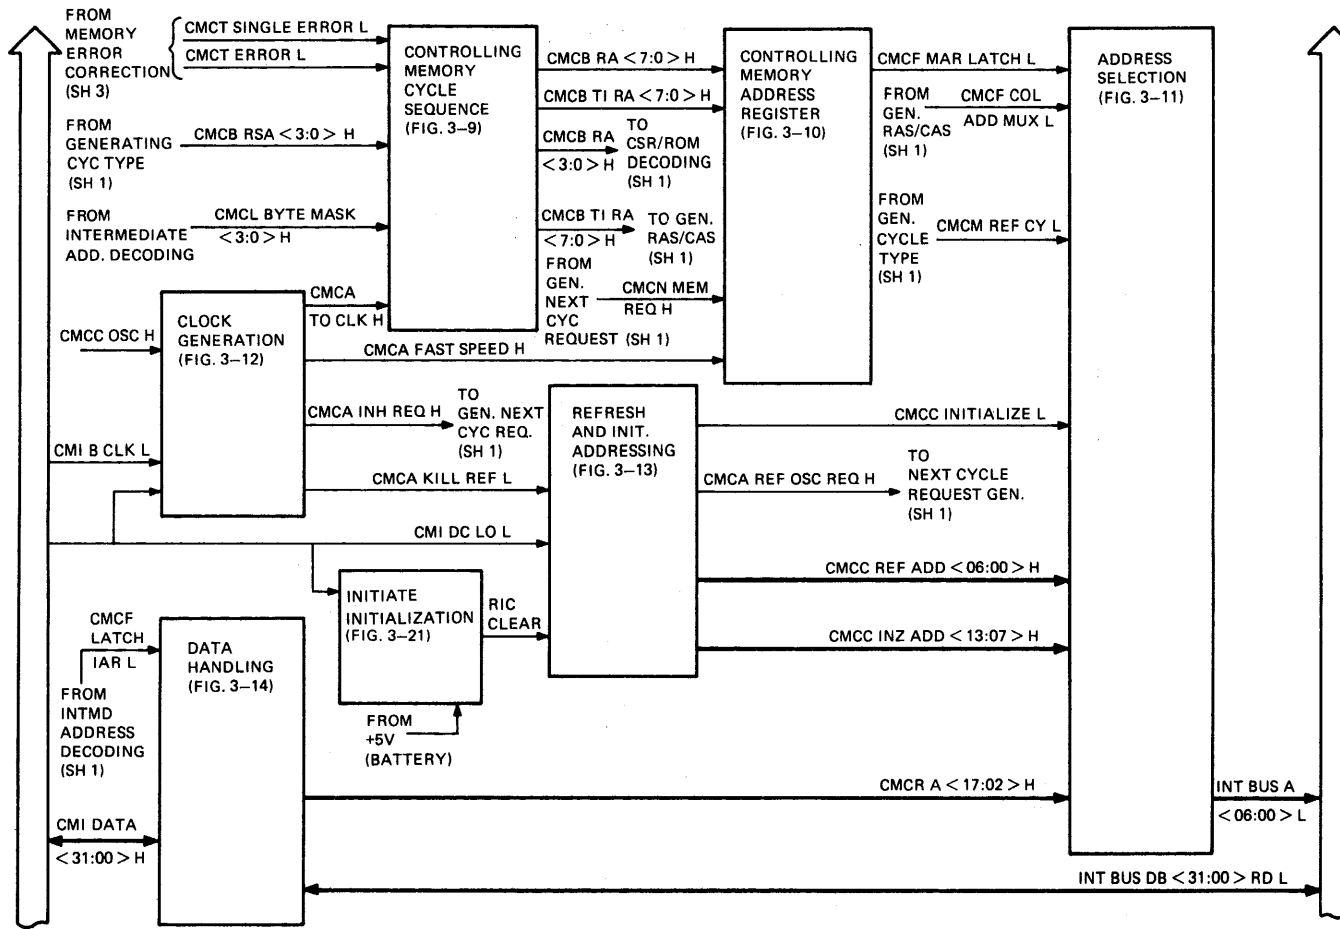 FROM
MEMORY
ERROR
CORRECTION
(SH 3)
CMCT SINGLE ERROR L
CMCT ERROR L
FROM
GENERATING
CYC TYPE
(SH 1)
CMCB RSA <3:0> H
FROM
INTERMEDIATE
ADD. DECODING
CMCL BYTE MASK
<3:0> H
CONTROLLING
MEMORY
CYCLE
SEQUENCE
(FIG. 3-9)
CMCB RA <7:0> H
CMCB TI RA <7:0> H
CMCB RA
<3:0> H
TO
CSR/ROM
DECODING
(SH 1)
CMCB TI RA
<7:0> H
TO GEN.
RAS/CAS
(SH 1)
FROM
GEN.
NEXT
CYC
REQUEST (SH 1)
CMCN MEM
REQ H
CONTROLLING
MEMORY
ADDRESS
REGISTER
(FIG. 3-10)
CMCF MAR LATCH L
FROM
GEN.
RAS/CAS
(SH 1)
CMCF COL
ADD MUX L
FROM
GEN.
CYCLE
TYPE
(SH 1)
CMCM REF CY L
ADDRESS
SELECTION
(FIG. 3-11)
CMCC OSC H
CLOCK
GENERATION
(FIG. 3-12)
CMCA
TO CLK H
CMCA FAST SPEED H
CMCA INH REQ H
TO
GEN. NEXT
CYC REQ.
(SH 1)
CMI B CLK L
CMCA KILL REF L
CMI DC LO L
REFRESH
AND INIT.
ADDRESSING
(FIG. 3-13)
CMCC INITIALIZE L
CMCA REF OSC REQ H
TO
NEXT CYCLE
REQUEST GEN.
(SH 1)
CMCC REF ADD <06:00> H
CMCC INZ ADD <13:07> H
INITIATE
INITIALIZATION
(FIG. 3-21)
RIC
CLEAR
FROM
+5V
(BATTERY)
CMCF
LATCH
IAR L
FROM
INTMD
ADDRESS
DECODING
(SH 1)
DATA
HANDLING
(FIG. 3-14)
CMCR A <17:02> H
INT BUS A
<06:00> L
CMI DATA
<31:00> H
INT BUS DB <31:00> RD L